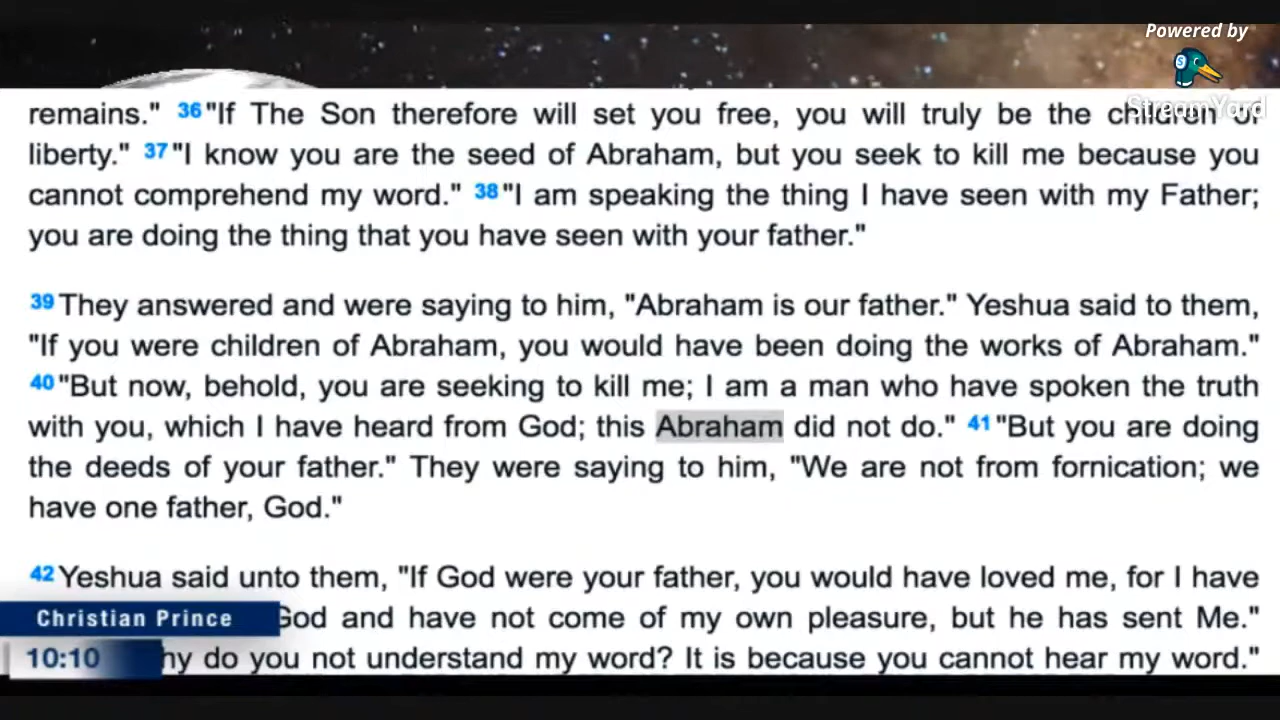 Powered by
StreamYard
remains." 36 "If The Son therefore will set you free, you will truly be the children of
liberty." 37 "I know you are the seed of Abraham, but you seek to kill me because you
cannot comprehend my word." 38 "I am speaking the thing I have seen with my Father;
you are doing the thing that you have seen with your father."
39 They answered and were saying to him, "Abraham is our father." Yeshua said to them,
"If you were children of Abraham, you would have been doing the works of Abraham."
40 "But now, behold, you are seeking to kill me; I am a man who have spoken the truth
with you, which I have heard from God; this Abraham did not do." 41 "But you are doing
the deeds of your father." They were saying to him, "We are not from fornication; we
have one father, God."
42 Yeshua said unto them, "If God were your father, you would have loved me, for I have
God and have not come of my own pleasure, but he has sent Me."
hy do you not understand my word? It is because you cannot hear my word."
Christian Prince
10:10